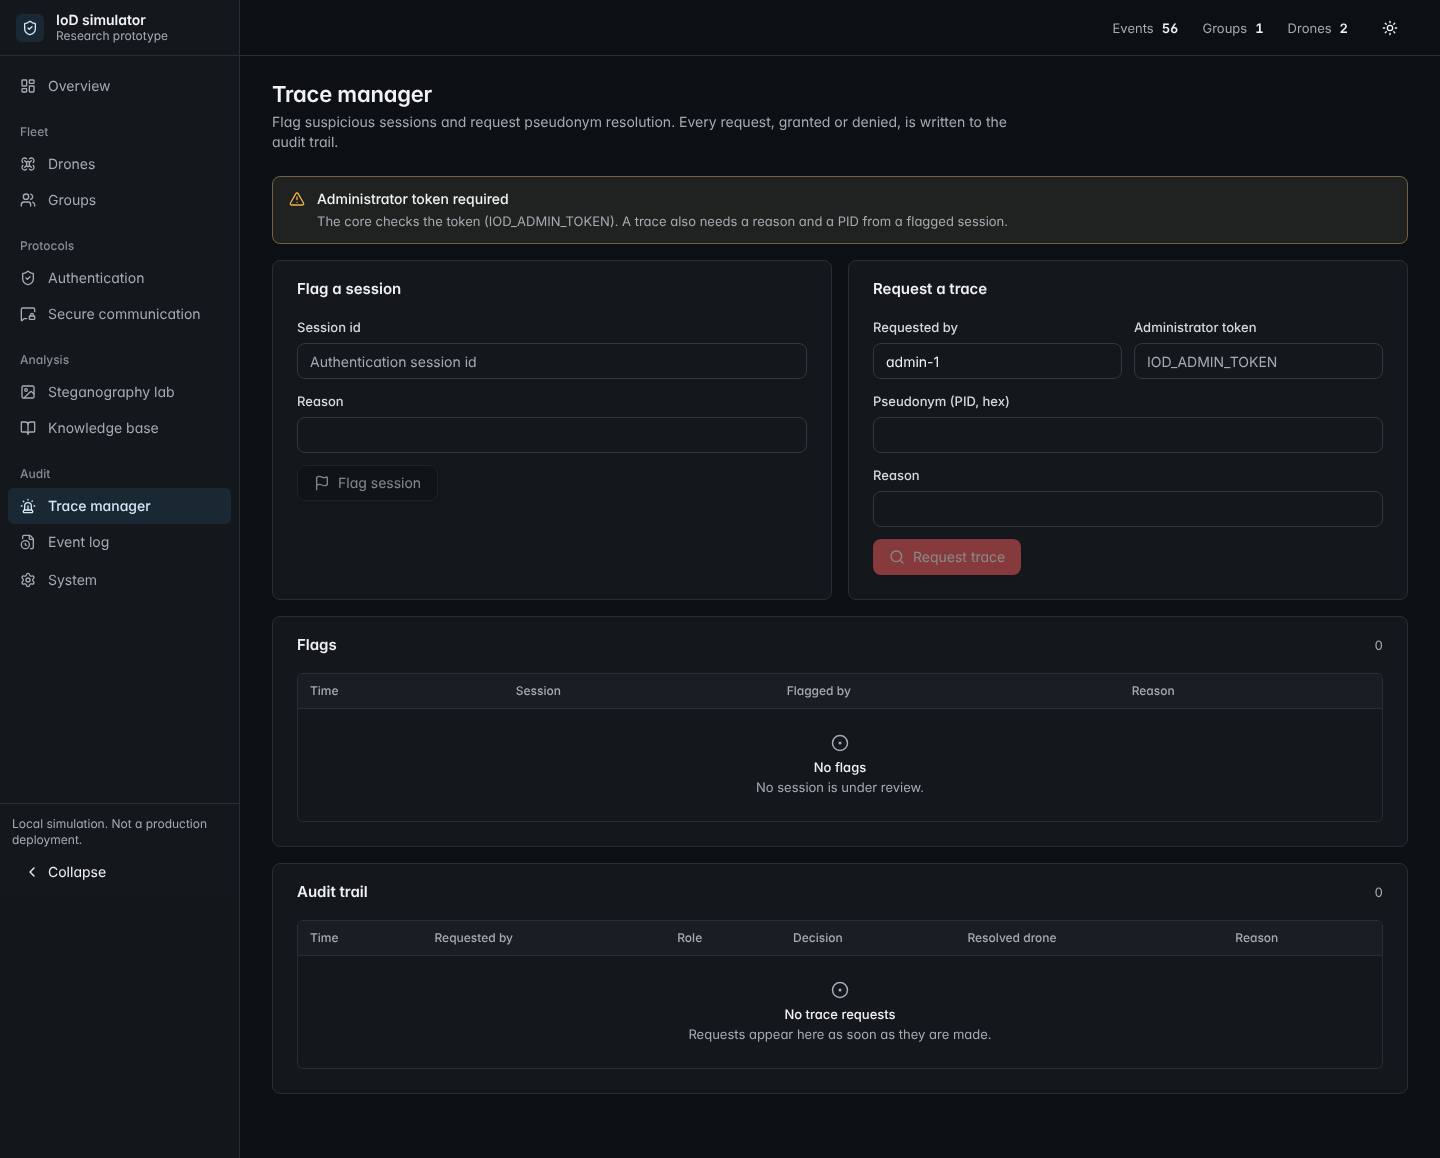 IoD simulator
Research prototype
Events 56 Groups 1 Drones 2
Overview
Fleet
Drones
Groups
Protocols
Authentication
Secure communication
Analysis
Steganography lab
Knowledge base
Audit
Trace manager
Event log
System
Local simulation. Not a production
deployment.
Collapse
Trace manager
Flag suspicious sessions and request pseudonym resolution. Every request, granted or denied, is written to the
audit trail.
Administrator token required
The core checks the token (IOD_ADMIN_TOKEN). A trace also needs a reason and a PID from a flagged session.
Flag a session
Session id
Authentication session id
Reason
Flag session
Request a trace
Requested by Administrator token
admin-1 IOD_ADMIN_TOKEN
Pseudonym (PID, hex)
Reason
Request trace
Flags 0
Time Session Flagged by Reason
No flags
No session is under review.
Audit trail 0
Time Requested by Role Decision Resolved drone Reason
No trace requests
Requests appear here as soon as they are made.